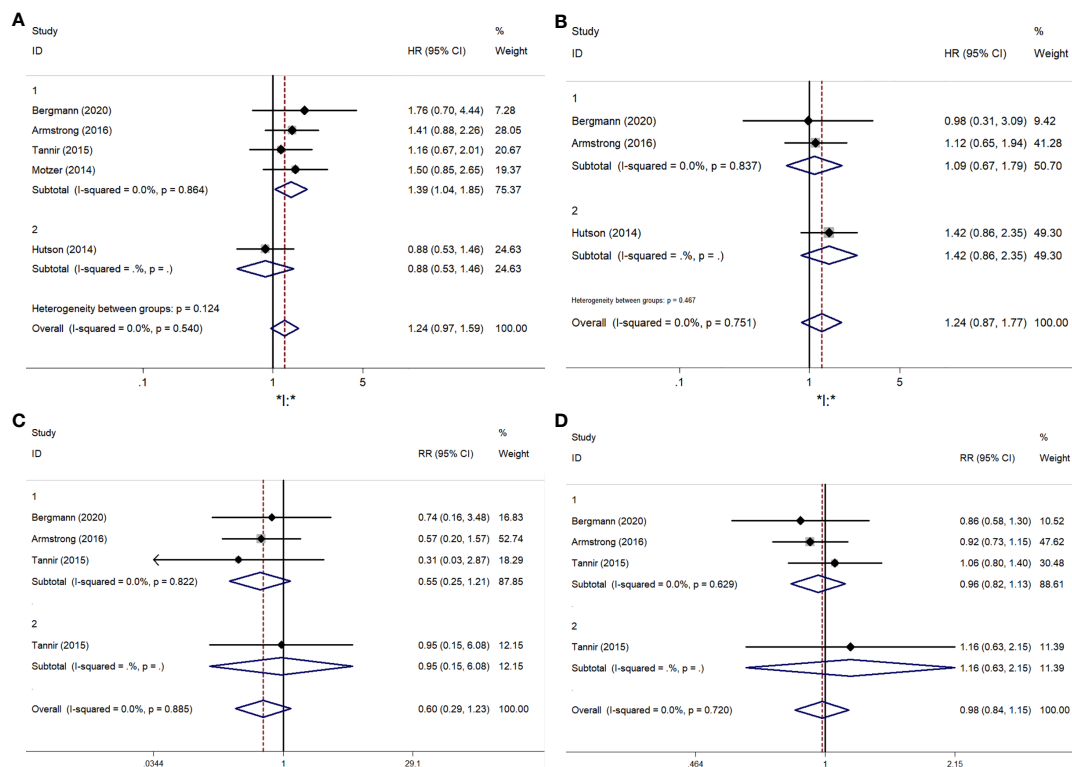 A
Study %
ID HR (95% CI) Weight
1
Bergmann (2020) 1.76 (0.70, 4.44) 7.28
Armstrong (2016) 1.41 (0.88, 2.26) 28.05
Tannir (2015) 1.16 (0.67, 2.01) 20.67
Motzer (2014) 1.50 (0.85, 2.65) 19.37
Subtotal (I-squared = 0.0%, p = 0.864) 1.39 (1.04, 1.85) 75.37
2
Hutson (2014) 0.88 (0.53, 1.46) 24.63
Subtotal (I-squared = .%, p = .) 0.88 (0.53, 1.46) 24.63
Heterogeneity between groups: p = 0.124
Overall (I-squared = 0.0%, p = 0.540) 1.24 (0.97, 1.59) 100.00
.1 1 5
*I:*
B
Study %
ID HR (95% CI) Weight
1
Bergmann (2020) 0.98 (0.31, 3.09) 9.42
Armstrong (2016) 1.12 (0.65, 1.94) 41.28
Subtotal (I-squared = 0.0%, p = 0.837) 1.09 (0.67, 1.79) 50.70
2
Hutson (2014) 1.42 (0.86, 2.35) 49.30
Subtotal (I-squared = .%, p = .) 1.42 (0.86, 2.35) 49.30
Heterogeneity between groups: p = 0.467
Overall (I-squared = 0.0%, p = 0.751) 1.24 (0.87, 1.77) 100.00
.1 1 5
*I:*
C
Study %
ID RR (95% CI) Weight
1
Bergmann (2020) 0.74 (0.16, 3.48) 16.83
Armstrong (2016) 0.57 (0.20, 1.57) 52.74
Tannir (2015) 0.31 (0.03, 2.87) 18.29
Subtotal (I-squared = 0.0%, p = 0.822) 0.55 (0.25, 1.21) 87.85
.
2
Tannir (2015) 0.95 (0.15, 6.08) 12.15
Subtotal (I-squared = .%, p = .) 0.95 (0.15, 6.08) 12.15
.
Overall (I-squared = 0.0%, p = 0.885) 0.60 (0.29, 1.23) 100.00
.0344 1 29.1
D
Study %
ID RR (95% CI) Weight
1
Bergmann (2020) 0.86 (0.58, 1.30) 10.52
Armstrong (2016) 0.92 (0.73, 1.15) 47.62
Tannir (2015) 1.06 (0.80, 1.40) 30.48
Subtotal (I-squared = 0.0%, p = 0.629) 0.96 (0.82, 1.13) 88.61
.
2
Tannir (2015) 1.16 (0.63, 2.15) 11.39
Subtotal (I-squared = .%, p = .) 1.16 (0.63, 2.15) 11.39
.
Overall (I-squared = 0.0%, p = 0.720) 0.98 (0.84, 1.15) 100.00
.464 1 2.15